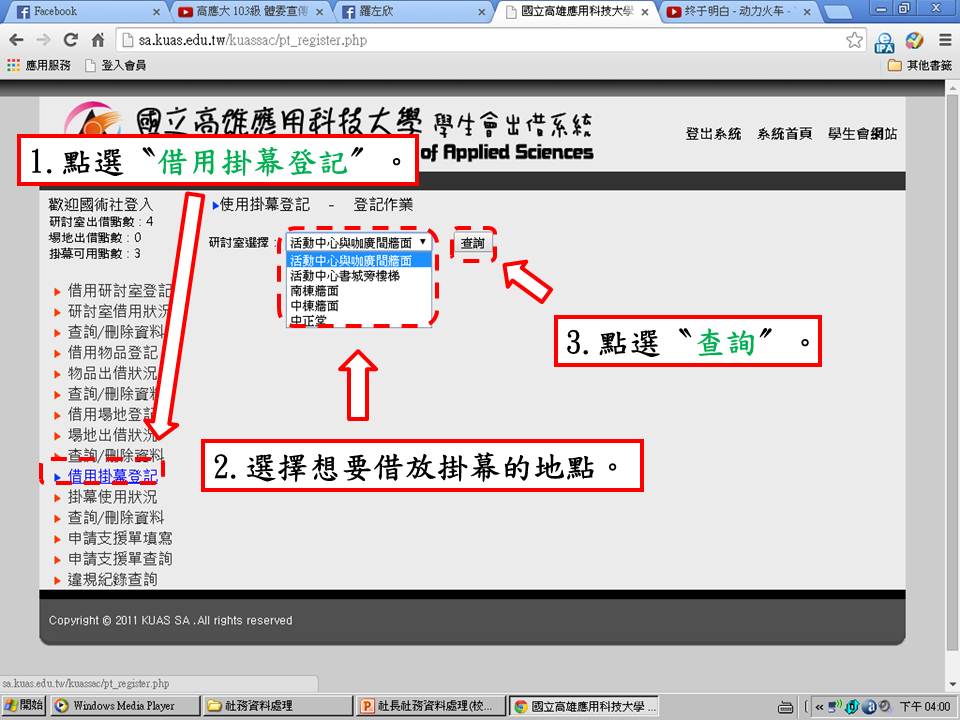 Facebook
高應大 103級 體委宣
羅左欣
國立高雄應用科技大學
终于明白 - 动力火车 -
sa.kuas.edu.tw/kuassac/pt_register.php
應用服務 登入會員
其他書籤
國立高雄應用科技大學 學生會出借系統
of Applied Sciences
登出系統 系統首頁 學生會網站
1.點選〝借用掛幕登記〞。
歡迎國術社登入
研討室出借點數：4
場地出借點數：0
掛幕可用點數：3
使用掛幕登記 - 登記作業
研討室選擇： 活動中心與咖廣間牆面 查詢
活動中心與咖廣間牆面
活動中心書城旁樓梯
南棟牆面
中棟牆面
中正堂
3.點選〝查詢〞。
2.選擇想要借放掛幕的地點。
借用研討室登記
研討室借用狀況
查詢/刪除資料
借用物品登記
物品出借狀況
查詢/刪除資料
借用場地登記
場地出借狀況
查詢/刪除資料
借用掛幕登記
掛幕使用狀況
查詢/刪除資料
申請支援單填寫
申請支援單查詢
違規紀錄查詢
Copyright © 2011 KUAS SA .All rights reserved
sa.kuas.edu.tw/kuassac/pt_register.php
開始 Windows Media Player 社務資料處理 社長社務資料處理(校... 國立高雄應用科技大學 ... 下午 04:00